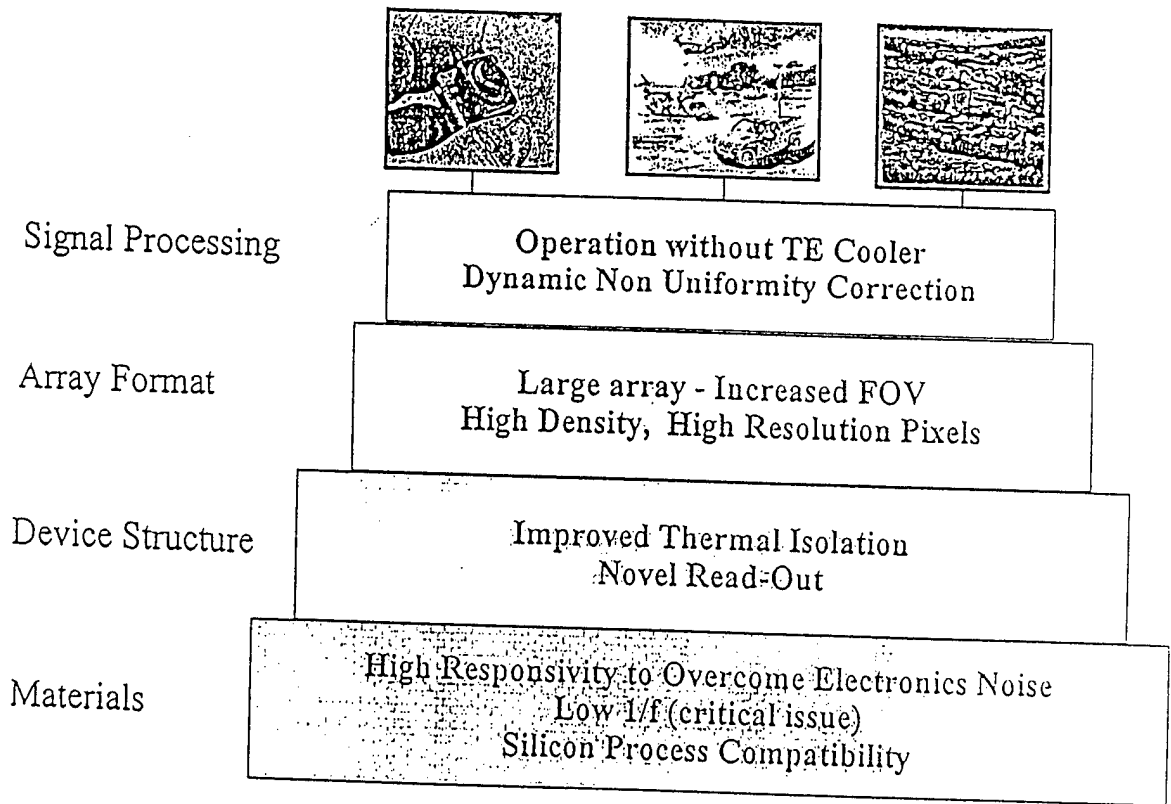 Signal Processing
Operation without TE Cooler
Dynamic Non Uniformity Correction
Array Format
Large array - Increased FOV
High Density, High Resolution Pixels
Device Structure
Improved Thermal Isolation
Novel Read-Out
Materials
High Responsivity to Overcome Electronics Noise
Low 1/f (critical issue)
Silicon Process Compatibility